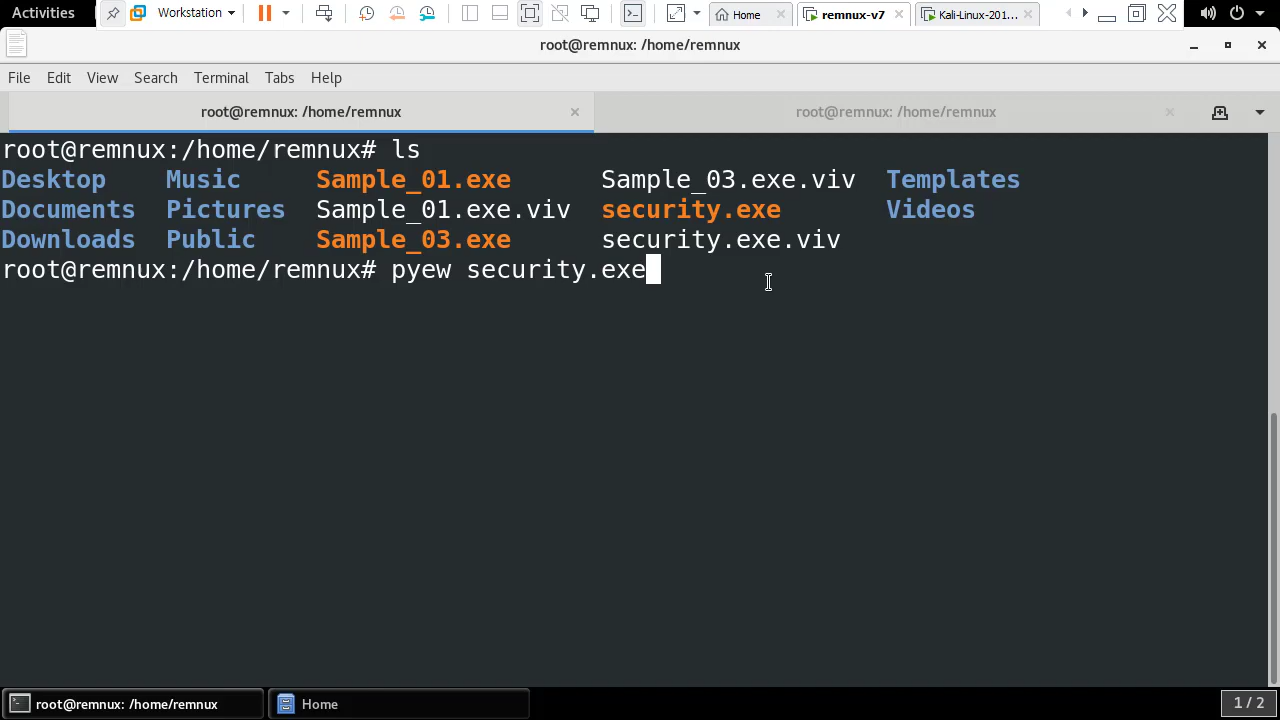 Activities
Workstation
Home
remnux-v7
Kali-Linux-201...
root@remnux: /home/remnux
File Edit View Search Terminal Tabs Help
root@remnux: /home/remnux
root@remnux: /home/remnux
root@remnux:/home/remnux# ls
Desktop Music Sample_01.exe Sample_03.exe.viv Templates
Documents Pictures Sample_01.exe.viv security.exe Videos
Downloads Public Sample_03.exe security.exe.viv
root@remnux:/home/remnux# pyew security.exe
root@remnux: /home/remnux
Home
1 / 2